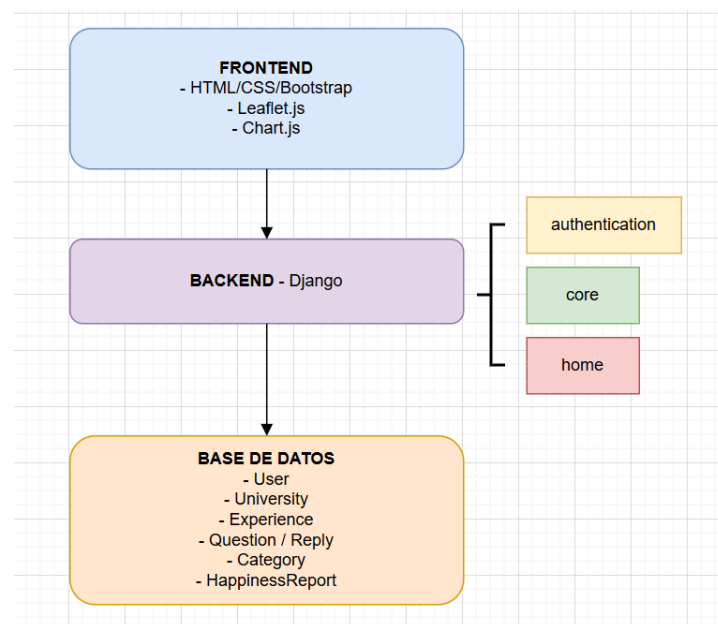 FRONTEND
- HTML/CSS/Bootstrap
- Leaflet.js
- Chart.js
BACKEND - Django
authentication
core
home
BASE DE DATOS
- User
- University
- Experience
- Question / Reply
- Category
- HappinessReport